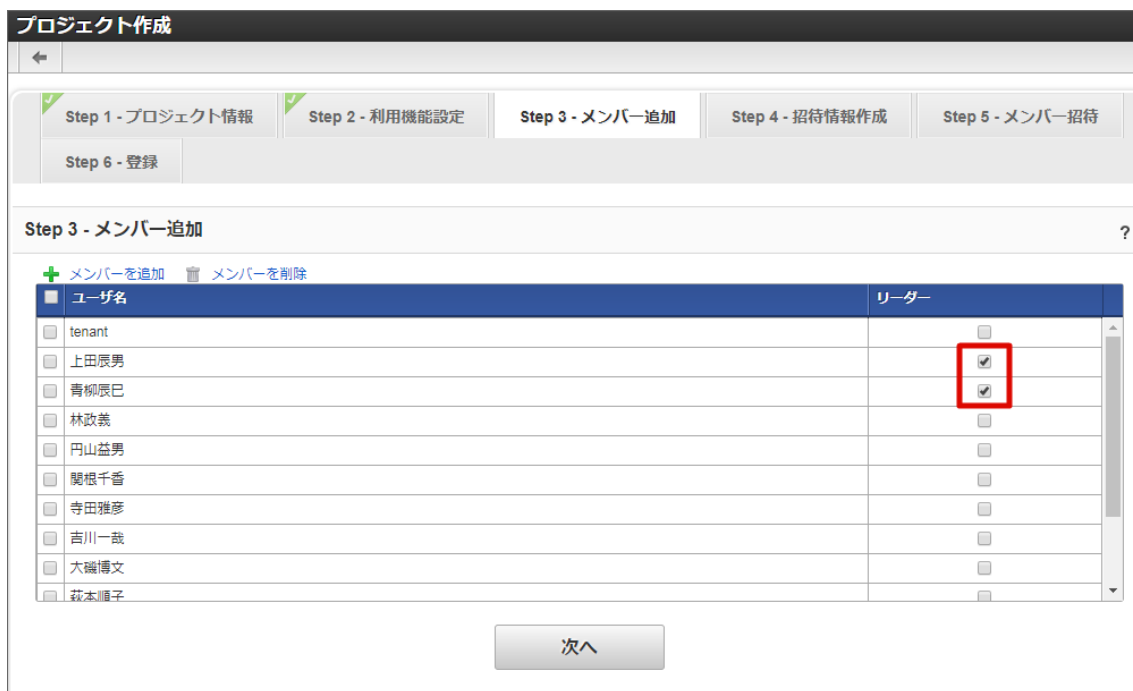 プロジェクト作成
Step 1 - プロジェクト情報
Step 2 - 利用機能設定
Step 3 - メンバー追加
Step 4 - 招待情報作成
Step 5 - メンバー招待
Step 6 - 登録
Step 3 - メンバー追加
?
メンバーを追加 メンバーを削除
ユーザ名 リーダー
tenant
上田辰男
青柳辰巳
林政義
円山益男
関根千香
寺田雅彦
吉川一哉
大磯博文
萩本順子
次へ